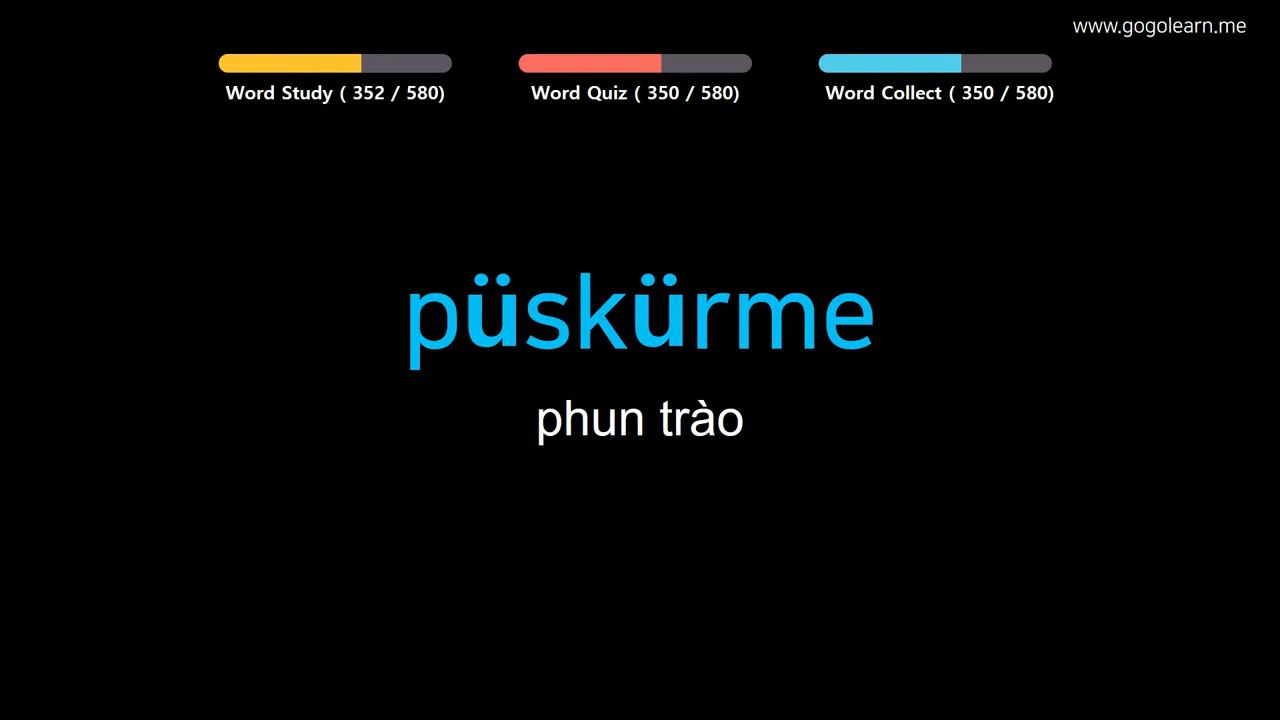 www.gogolearn.me
Word Study ( 352 / 580)
Word Quiz ( 350 / 580)
Word Collect ( 350 / 580)
püskürme
phun trào